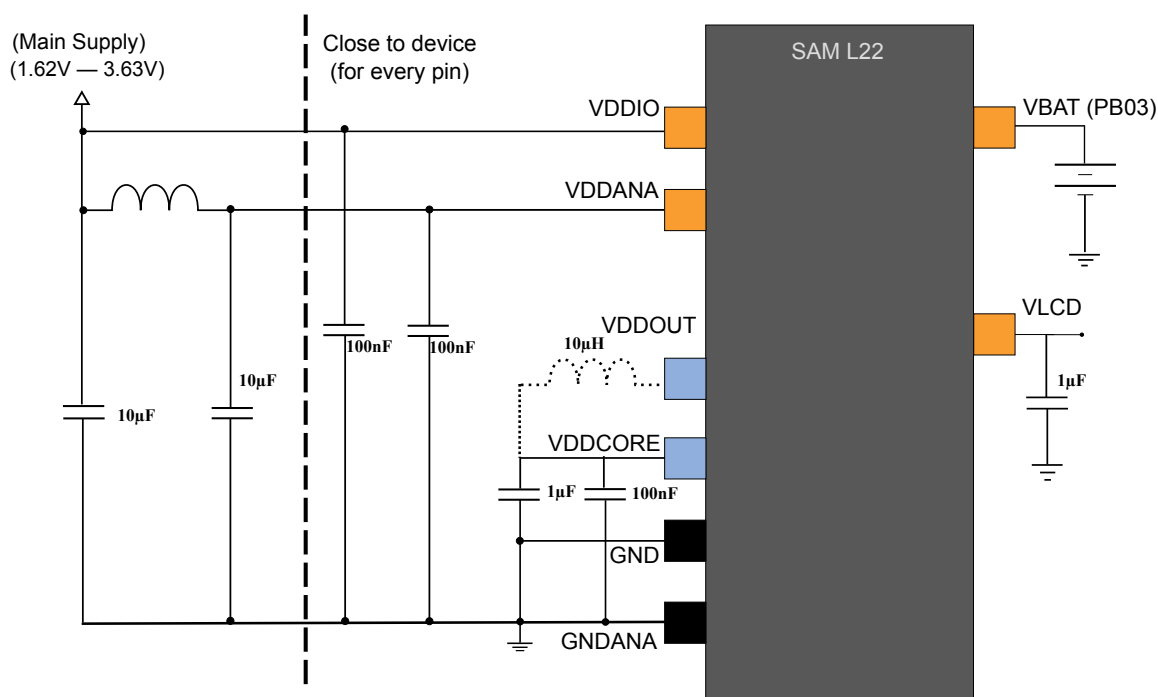 (Main Supply)
(1.62V — 3.63V)
Close to device
(for every pin)
SAM L22
VDDIO
VBAT (PB03)
VDDANA
VLCD
VDDOUT
100nF
100nF
10µH
1µF
10µF
10µF
VDDCORE
1µF
100nF
GND
GNDANA